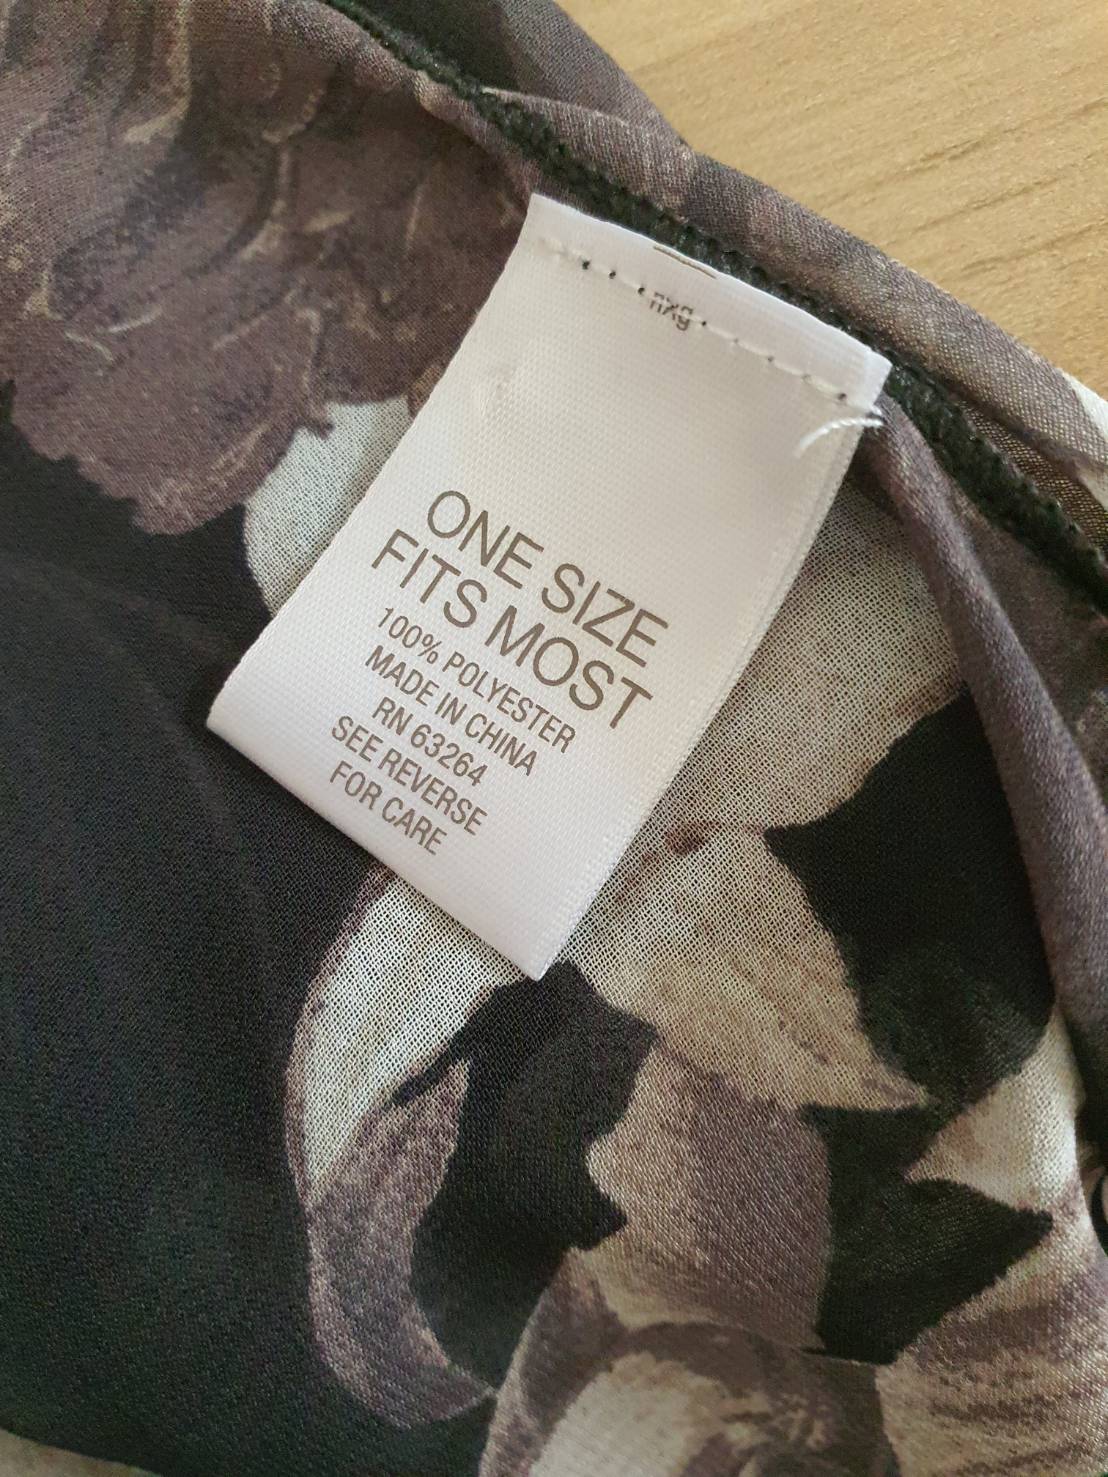 ONE SIZE
FITS MOST
100% POLYESTER
MADE IN CHINA
RN 63264
SEE REVERSE
FOR CARE